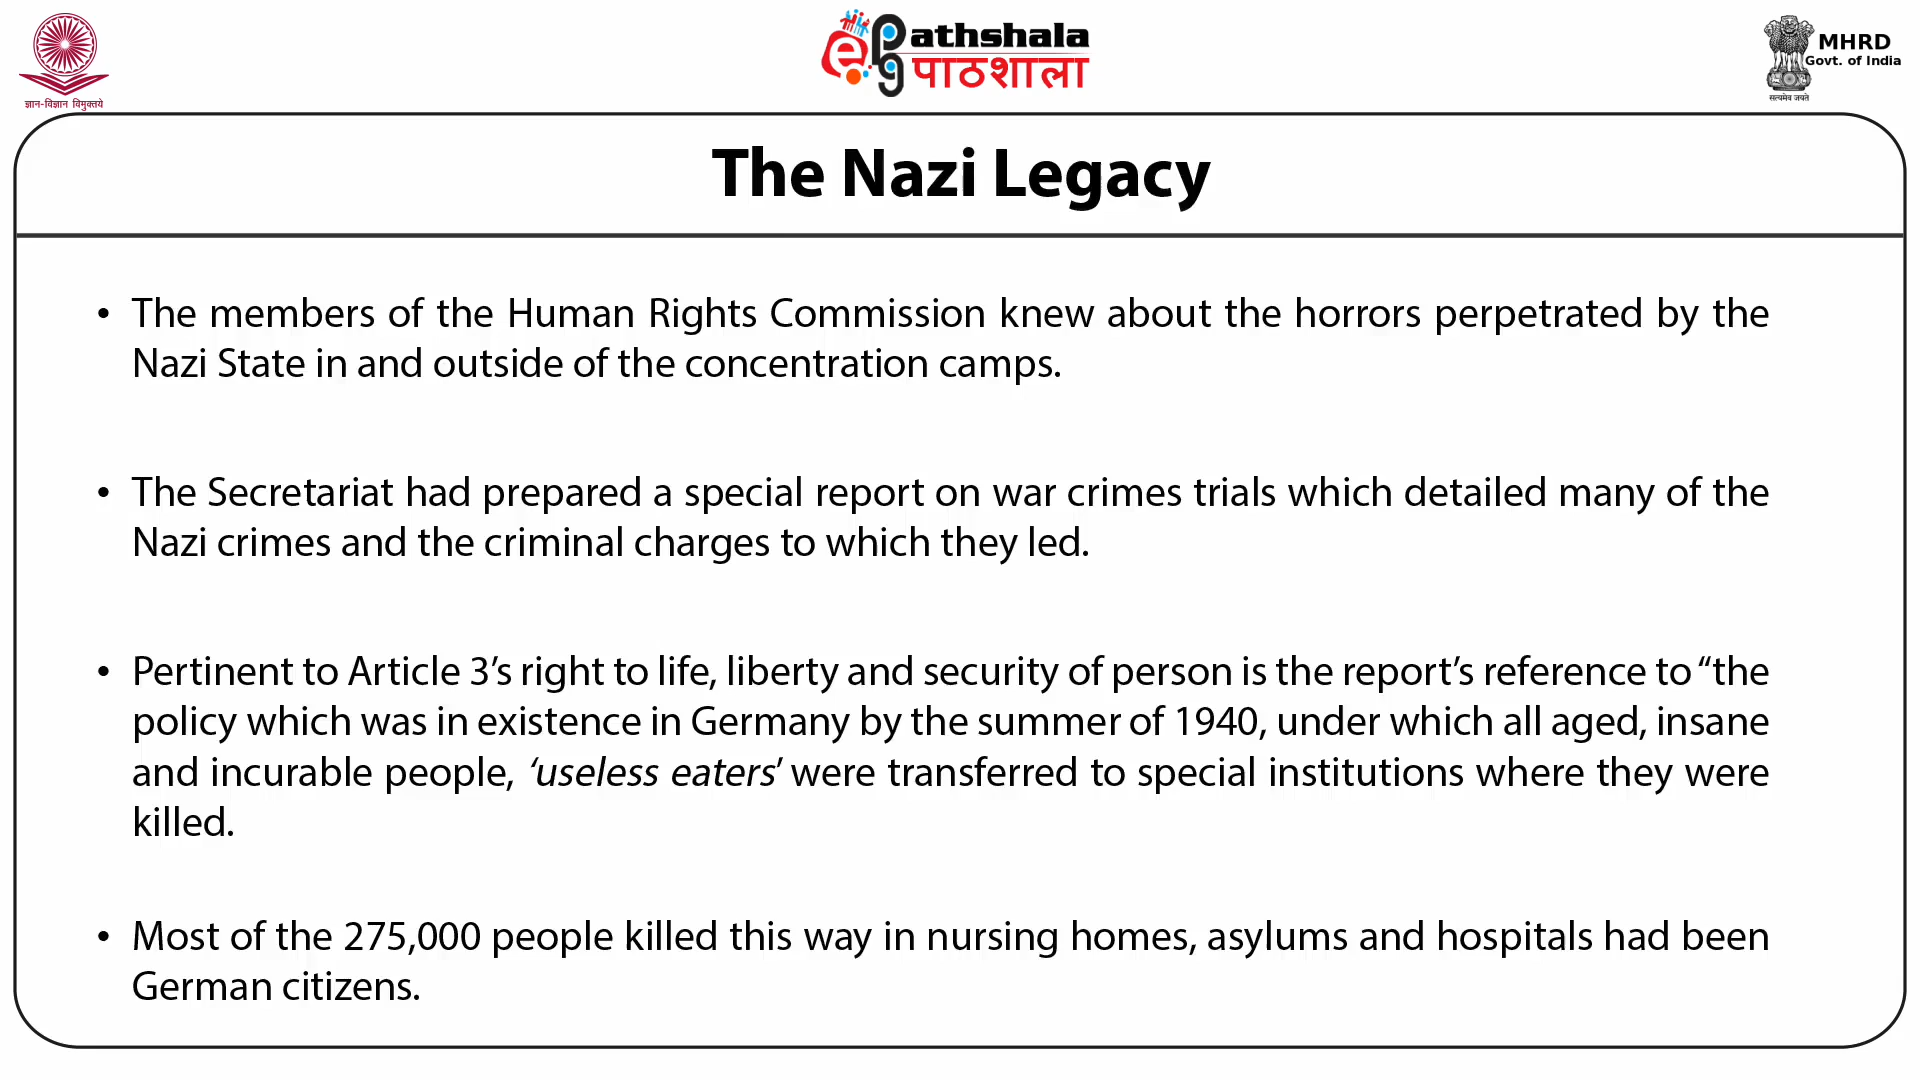 ज्ञान-विज्ञान विमुक्तये
e
Pg
athshala
पाठशाला
सत्यमेव जयते
MHRD
Govt. of India
The Nazi Legacy
• The members of the Human Rights Commission knew about the horrors perpetrated by the
Nazi State in and outside of the concentration camps.
• The Secretariat had prepared a special report on war crimes trials which detailed many of the
Nazi crimes and the criminal charges to which they led.
• Pertinent to Article 3’s right to life, liberty and security of person is the report’s reference to “the
policy which was in existence in Germany by the summer of 1940, under which all aged, insane
and incurable people, ‘useless eaters’ were transferred to special institutions where they were
killed.
• Most of the 275,000 people killed this way in nursing homes, asylums and hospitals had been
German citizens.